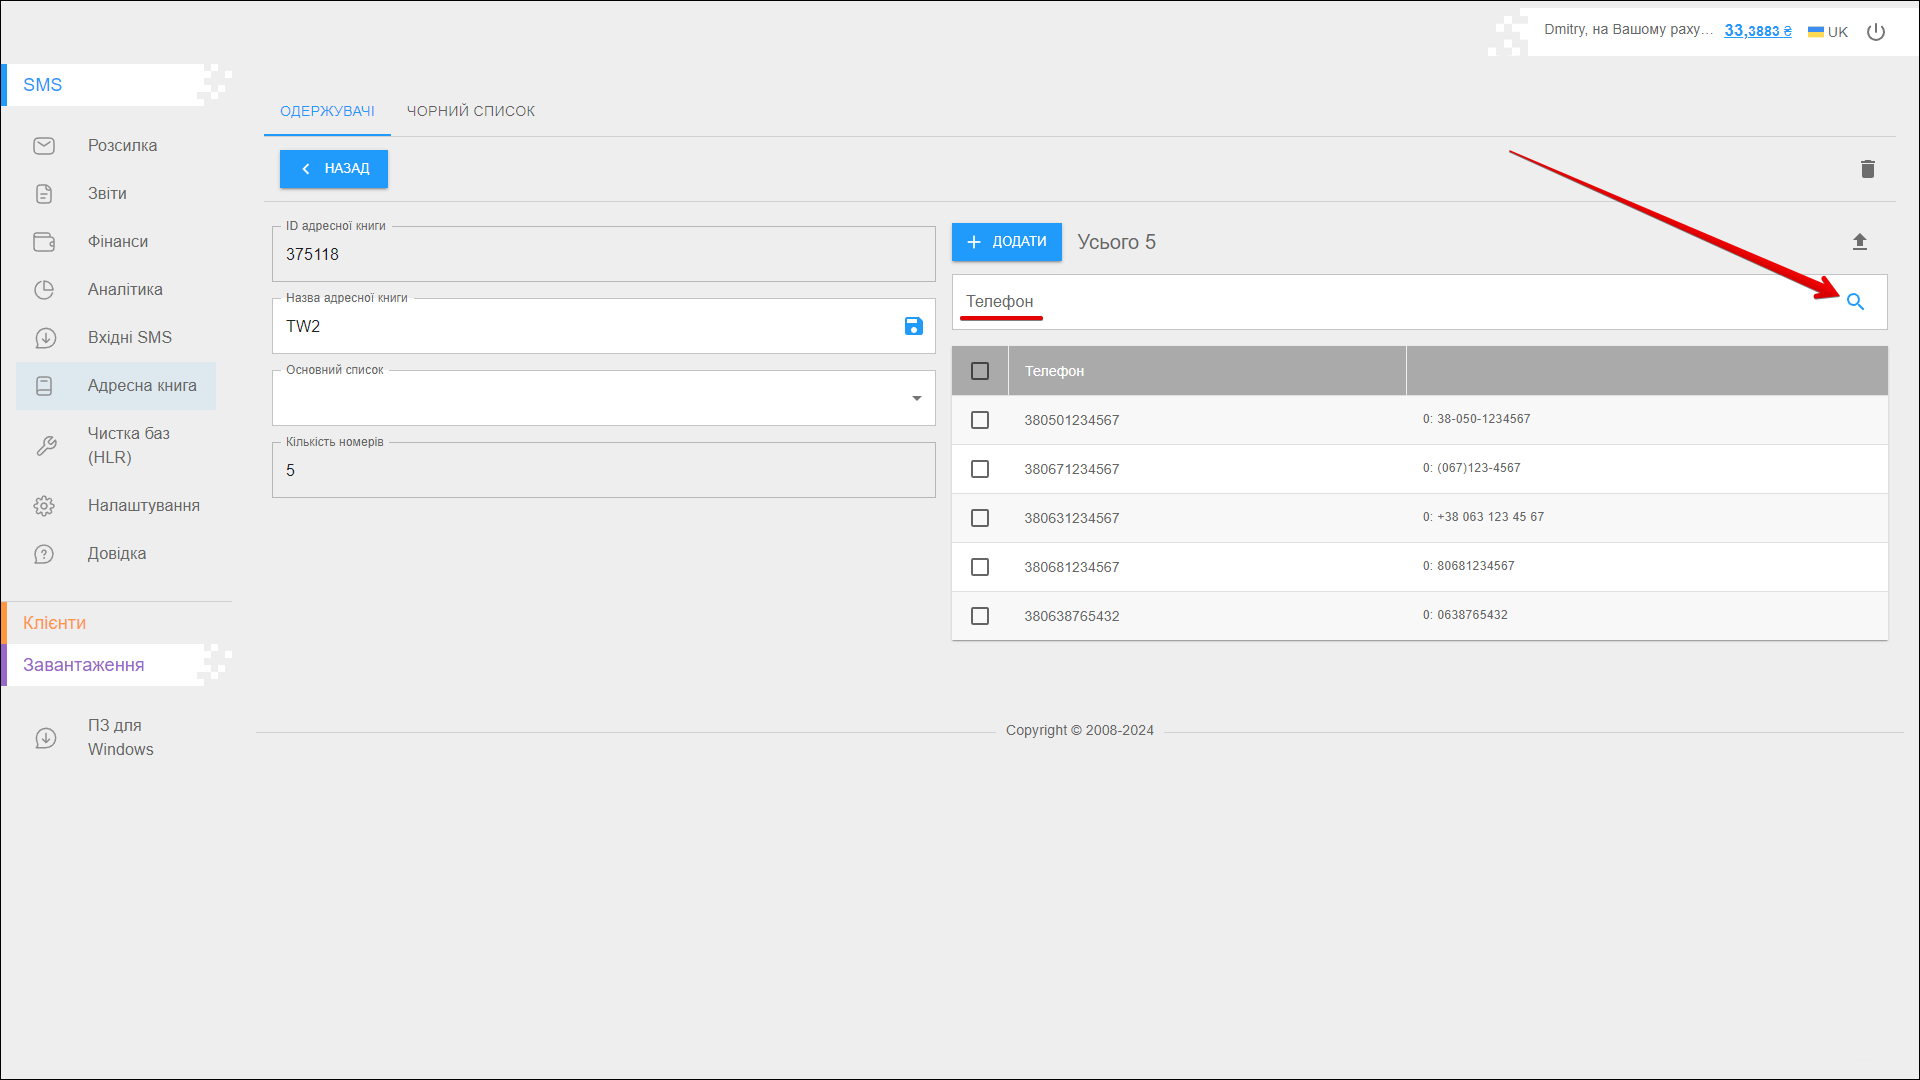 Dmitry, на Вашому раху...
33,3883 ₴
UK
SMS
Розсилка
Звіти
Фінанси
Аналітика
Вхідні SMS
Адресна книга
Чистка баз
(HLR)
Налаштування
Довідка
Клієнти
Завантаження
ПЗ для
Windows
ОДЕРЖУВАЧІ
ЧОРНИЙ СПИСОК
НАЗАД
ID адресної книги
375118
Назва адресної книги
TW2
Основний список
Кількість номерів
5
ДОДАТИ
Усього 5
Телефон
Телефон
380501234567
0: 38-050-1234567
380671234567
0: (067)123-4567
380631234567
0: +38 063 123 45 67
380681234567
0: 80681234567
380638765432
0: 0638765432
Copyright © 2008-2024